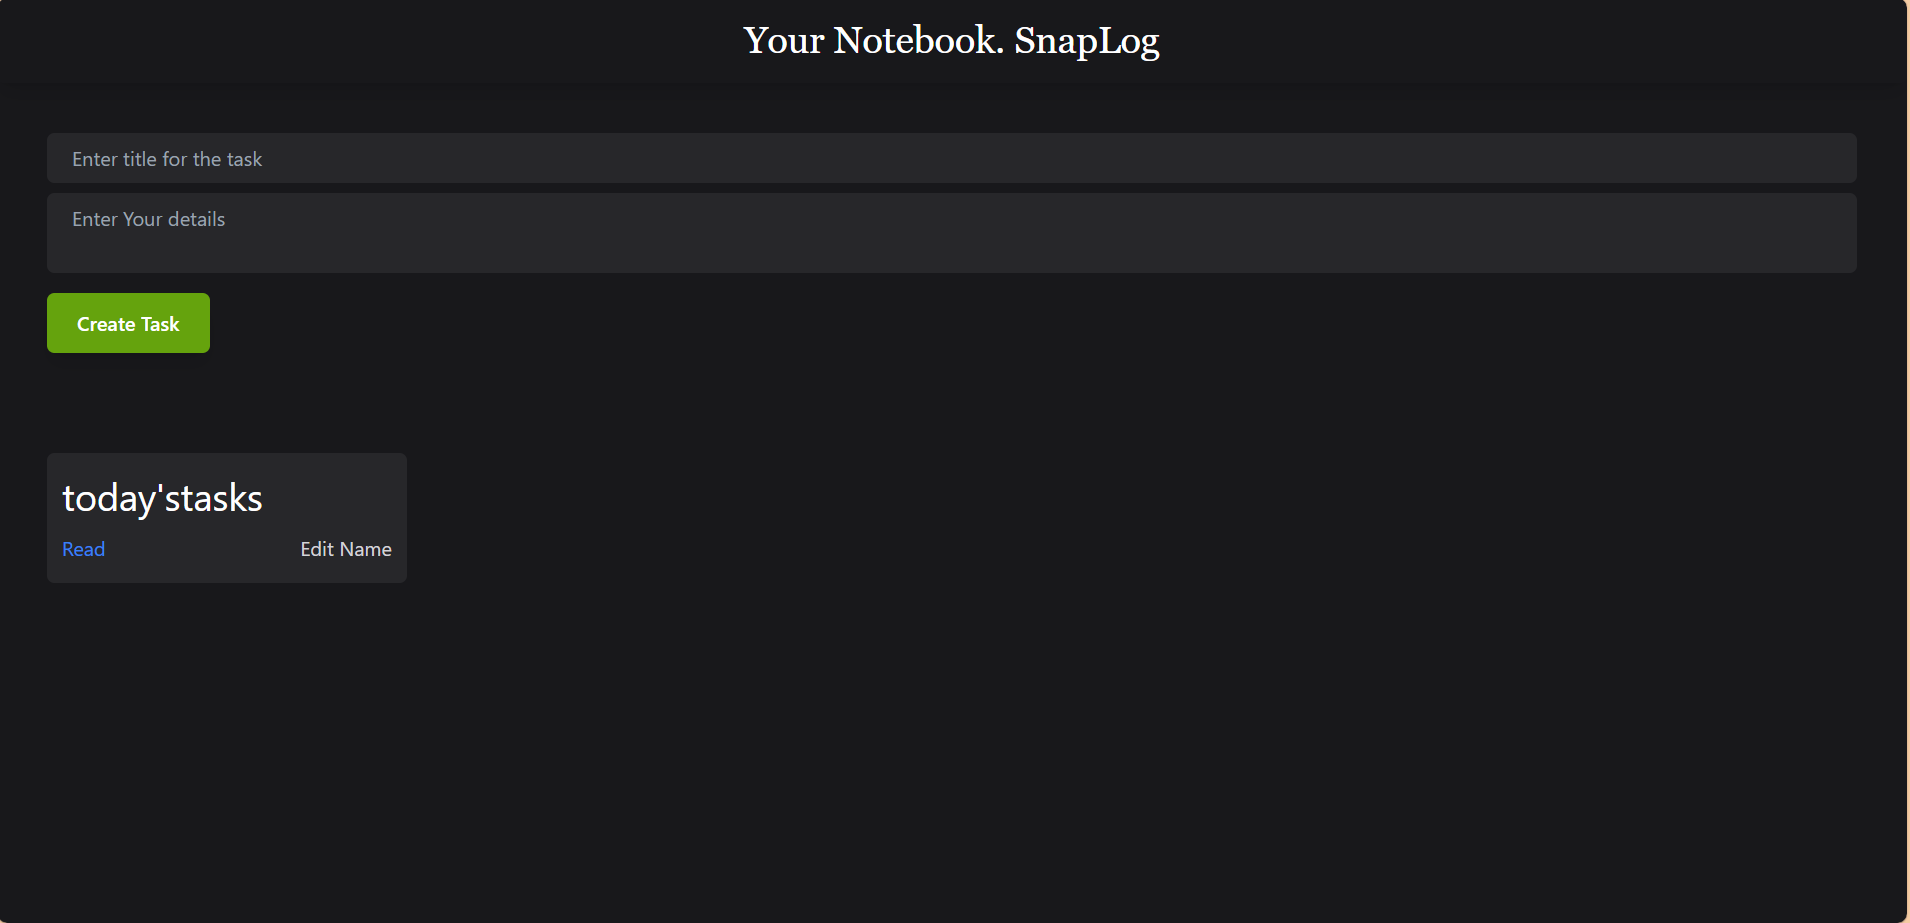 Your Notebook. SnapLog
Enter title for the task
Enter Your details
Create Task
today'stasks
Read Edit Name